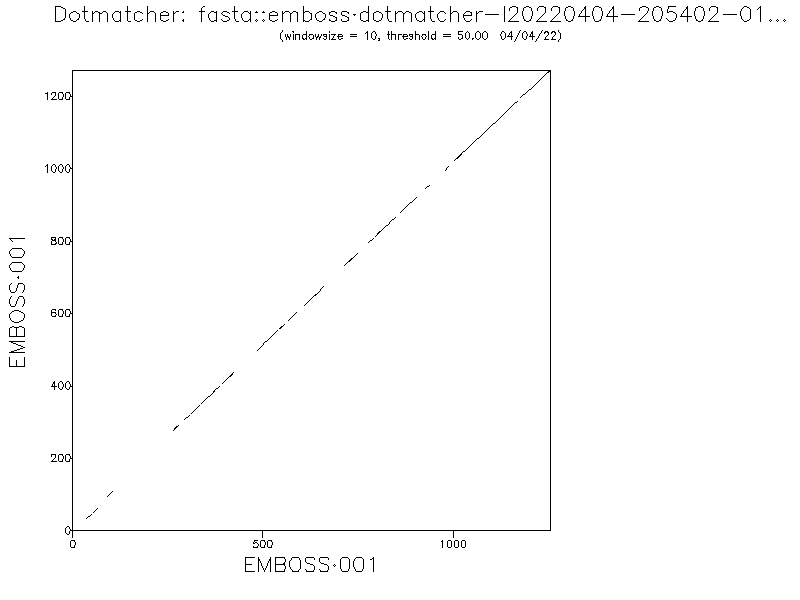 Dotmatcher: fasta::emboss·dotmatcher-I20220404-205402-01...
(windowsize = 10, threshold = 50.00 04/04/22)
1200
1000
800
600
400
200
0
EMBOSS·001
0 500 1000
EMBOSS·001